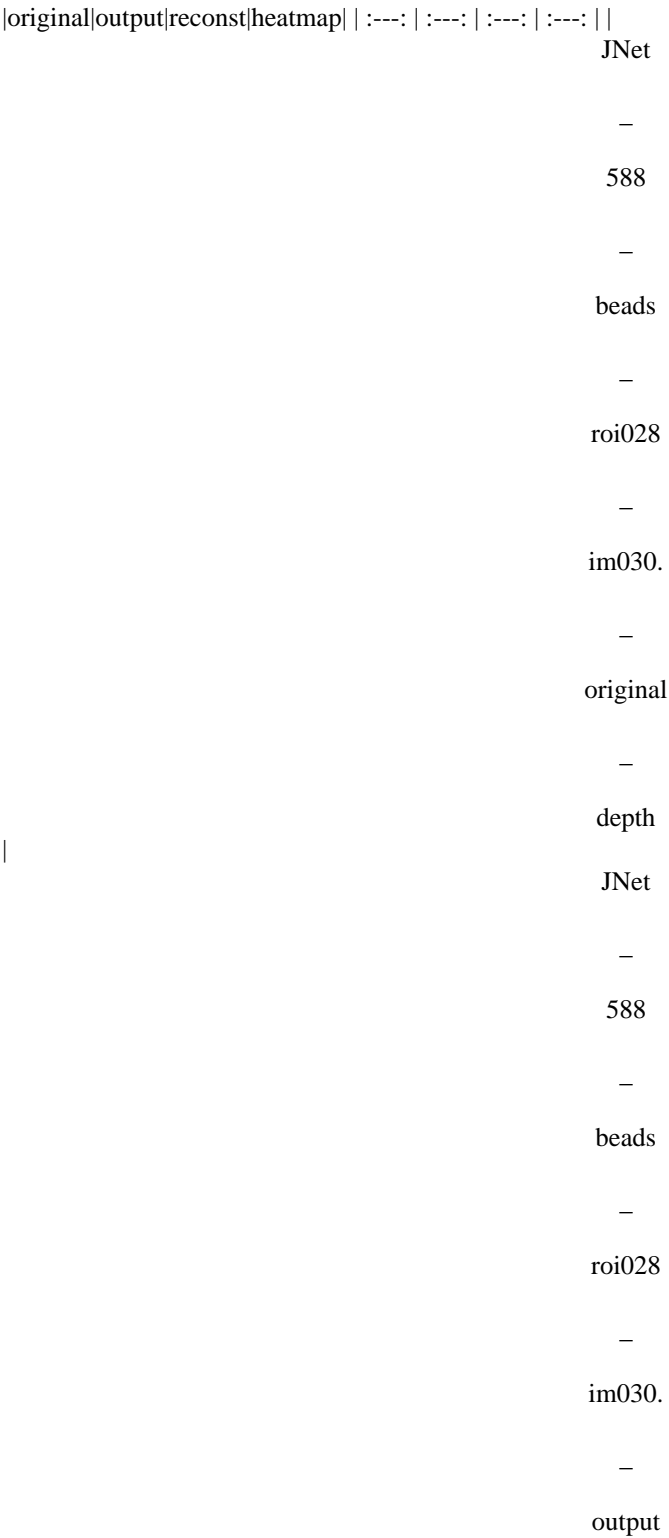 |original|output|reconst|heatmap| | :---: | :---: | :---: | :---: | |
JNet
_
588
_
beads
_
roi028
_
im030.
_
original
_
depth
|
JNet
_
588
_
beads
_
roi028
_
im030.
_
output